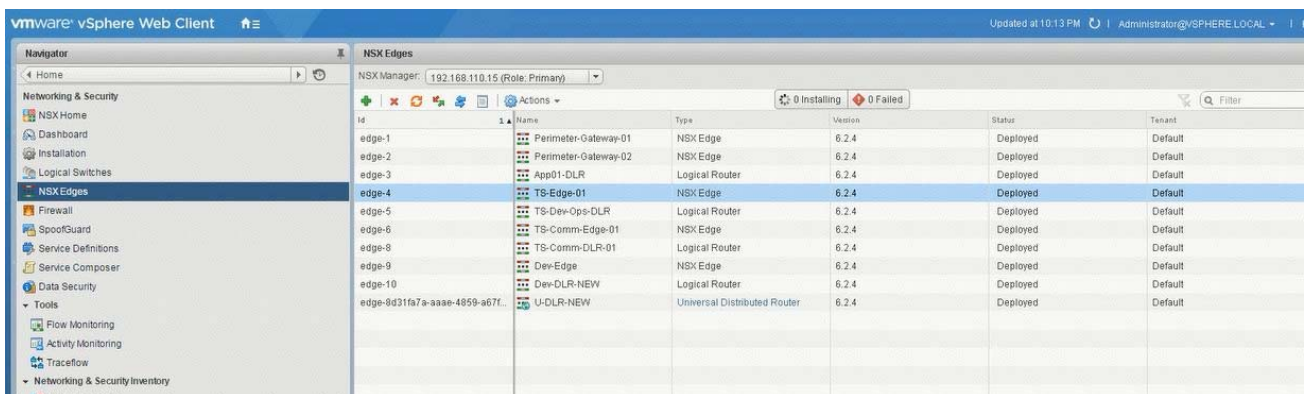 vmware® vSphere Web Client
Updated at 10:13 PM | Administrator@VSPHERE.LOCAL
Navigator
Home
Networking & Security
NSX Home
Dashboard
Installation
Logical Switches
NSX Edges
Firewall
SpoofGuard
Service Definitions
Service Composer
Data Security
Tools
Flow Monitoring
Activity Monitoring
Traceflow
Networking & Security Inventory
NSX Edges
NSX Manager: 192.168.110.15 (Role: Primary)
Actions 0 Installing 0 Failed Filter
Id 1 Name Type Version Status Tenant
edge-1 Perimeter-Gateway-01 NSX Edge 6.2.4 Deployed Default
edge-2 Perimeter-Gateway-02 NSX Edge 6.2.4 Deployed Default
edge-3 App01-DLR Logical Router 6.2.4 Deployed Default
edge-4 TS-Edge-01 NSX Edge 6.2.4 Deployed Default
edge-5 TS-Dev-Ops-DLR Logical Router 6.2.4 Deployed Default
edge-6 TS-Comm-Edge-01 NSX Edge 6.2.4 Deployed Default
edge-8 TS-Comm-DLR-01 Logical Router 6.2.4 Deployed Default
edge-9 Dev-Edge NSX Edge 6.2.4 Deployed Default
edge-10 Dev-DLR-NEW Logical Router 6.2.4 Deployed Default
edge-8d31fa7a-aaae-4859-a67f... U-DLR-NEW Universal Distributed Router 6.2.4 Deployed Default